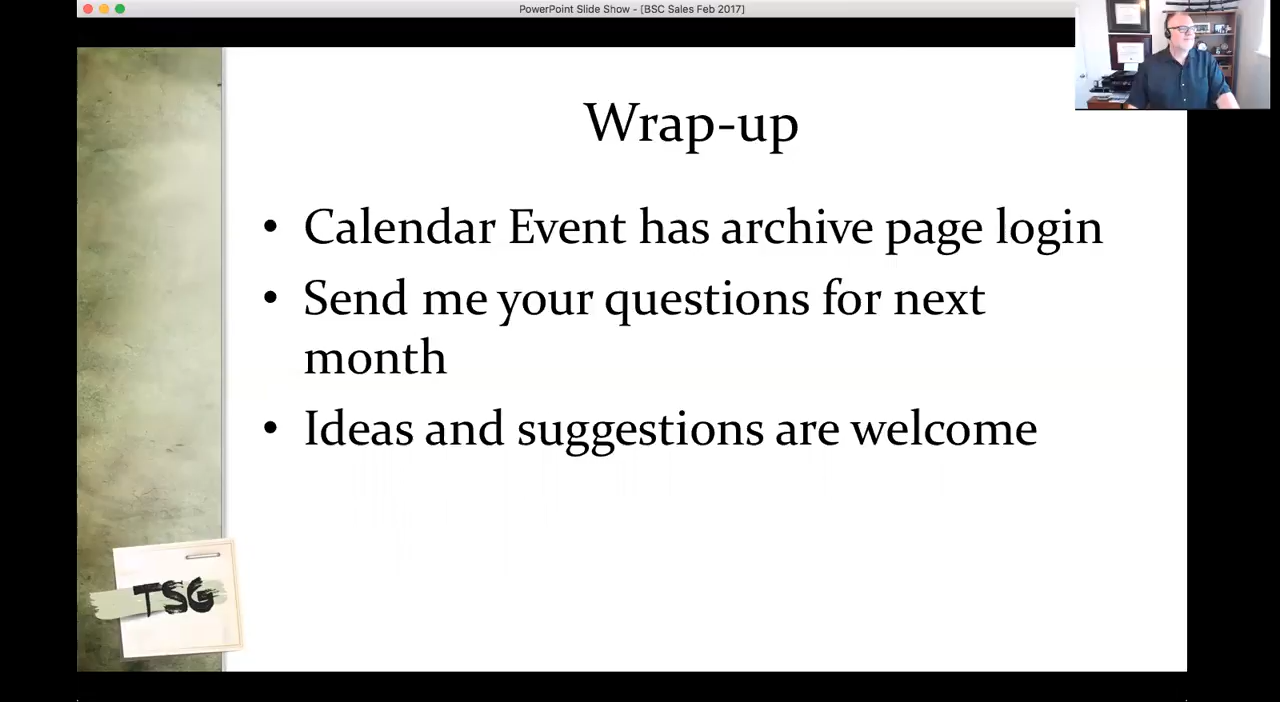 PowerPoint Slide Show - [BSC Sales Feb 2017]
Wrap-up
• Calendar Event has archive page login
• Send me your questions for next
month
• Ideas and suggestions are welcome
TSG